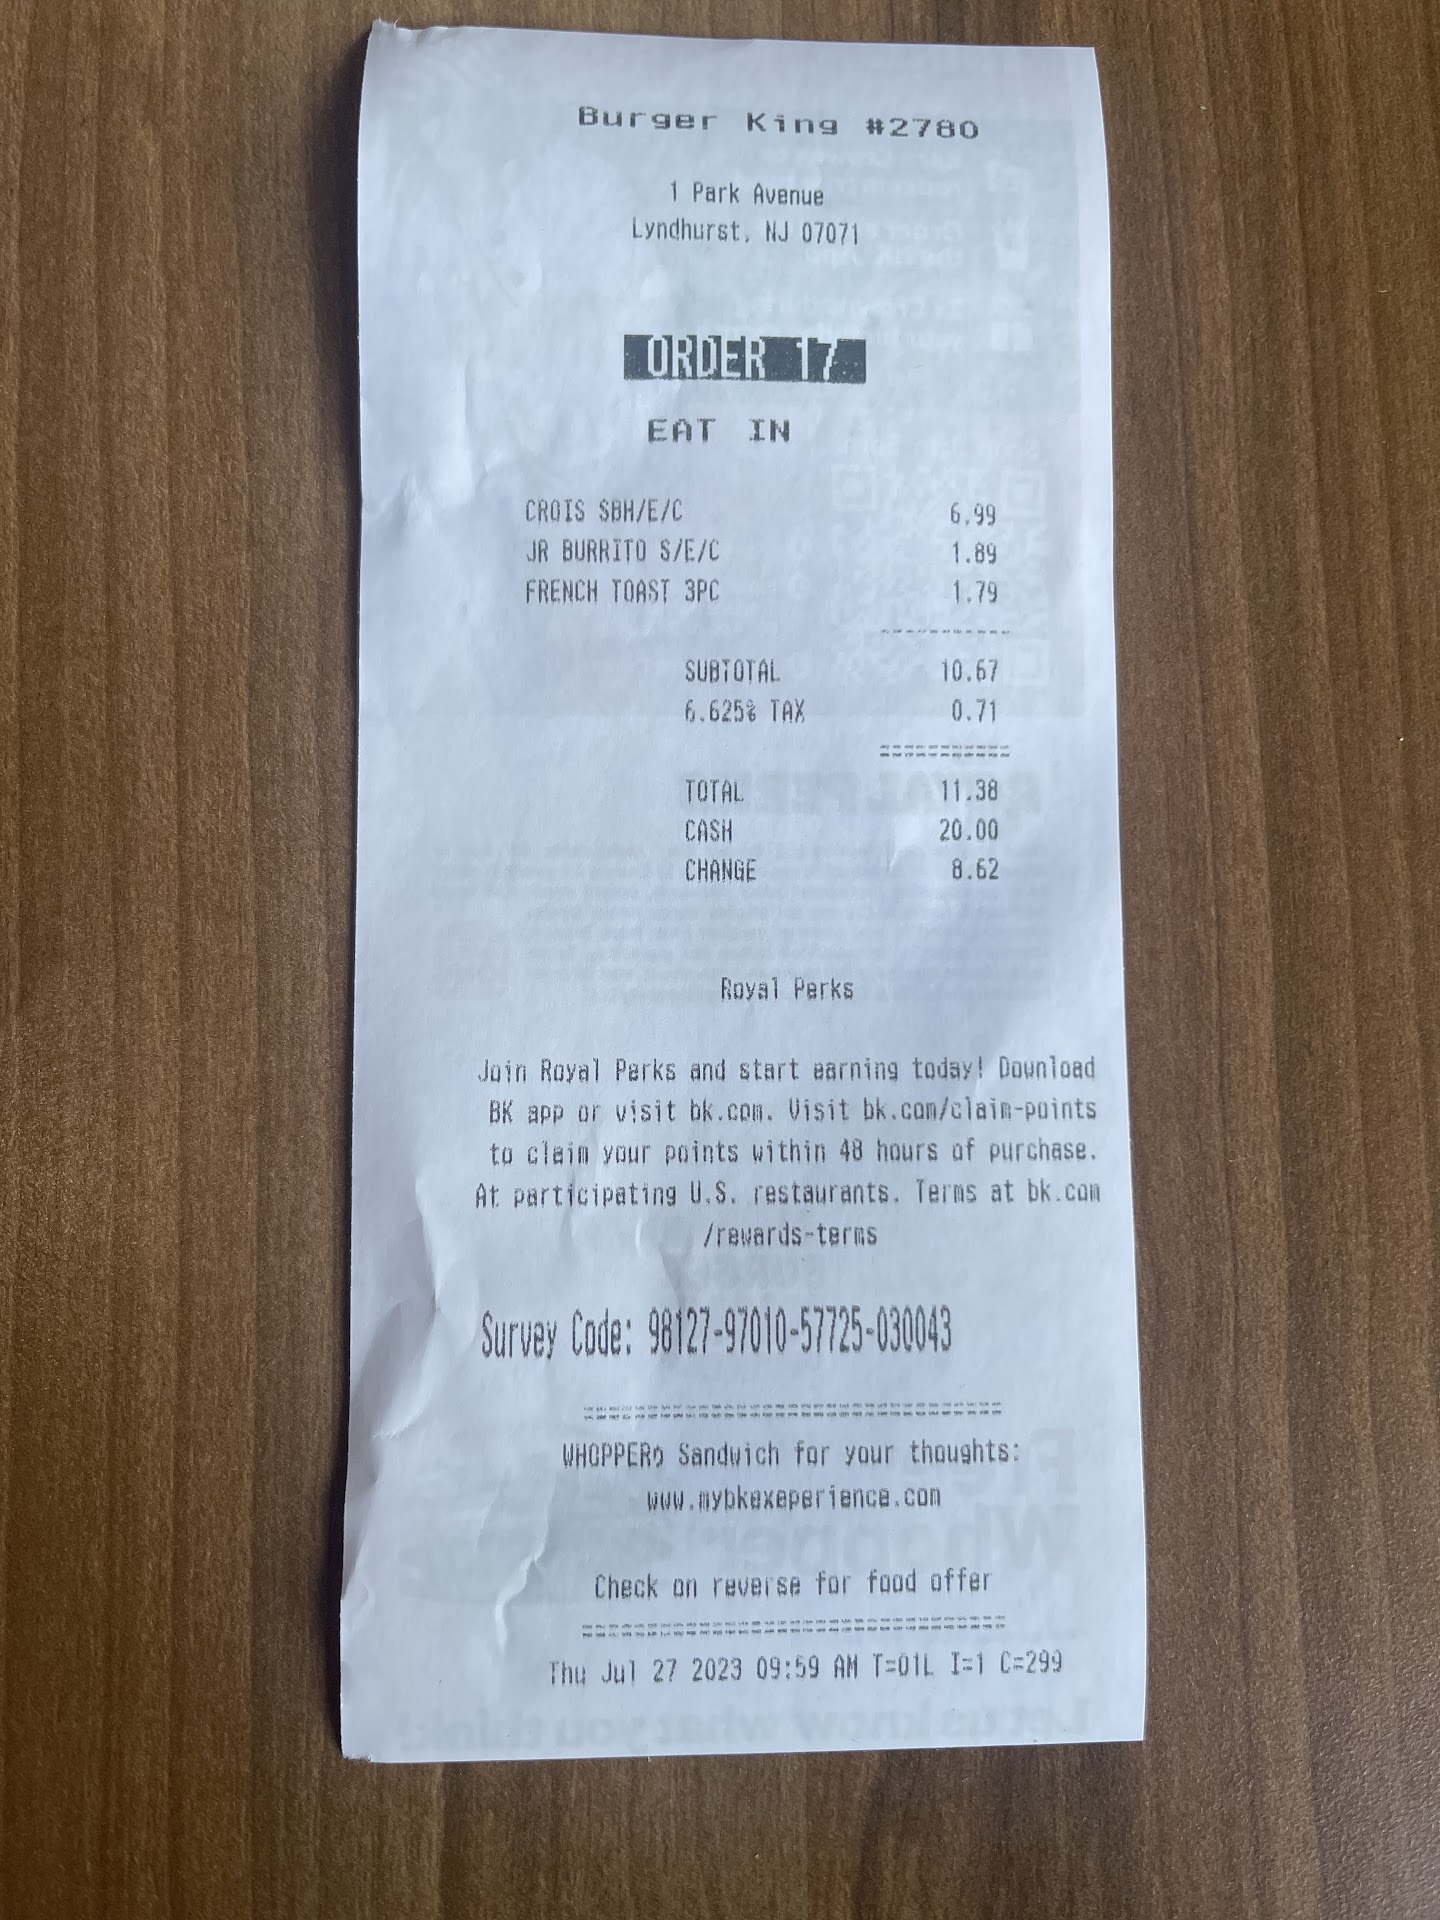 Burger King #2780
1 Park Avenue
Lyndhurst, NJ 07071
ORDER 17
EAT IN
CROIS SBH/E/C 6.99
JR BURRITO S/E/C 1.89
FRENCH TOAST 3PC 1.79
----------
SUBTOTAL 10.67
6.625% TAX 0.71
==========
TOTAL 11.38
CASH 20.00
CHANGE 8.62
Royal Perks
Join Royal Perks and start earning today! Download
BK app or visit bk.com. Visit bk.com/claim-points
to claim your points within 48 hours of purchase.
At participating U.S. restaurants. Terms at bk.com
/rewards-terms
Survey Code: 98127-97010-57725-030043
WHOPPER® Sandwich for your thoughts:
www.mybkexeperience.com
Check on reverse for food offer
Thu Jul 27 2023 09:59 AM T=01L I=1 C=299